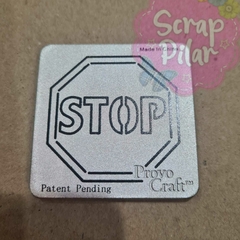 Scrap
Pilar
Made in China
STOP
Provo
Craft™
Patent Pending